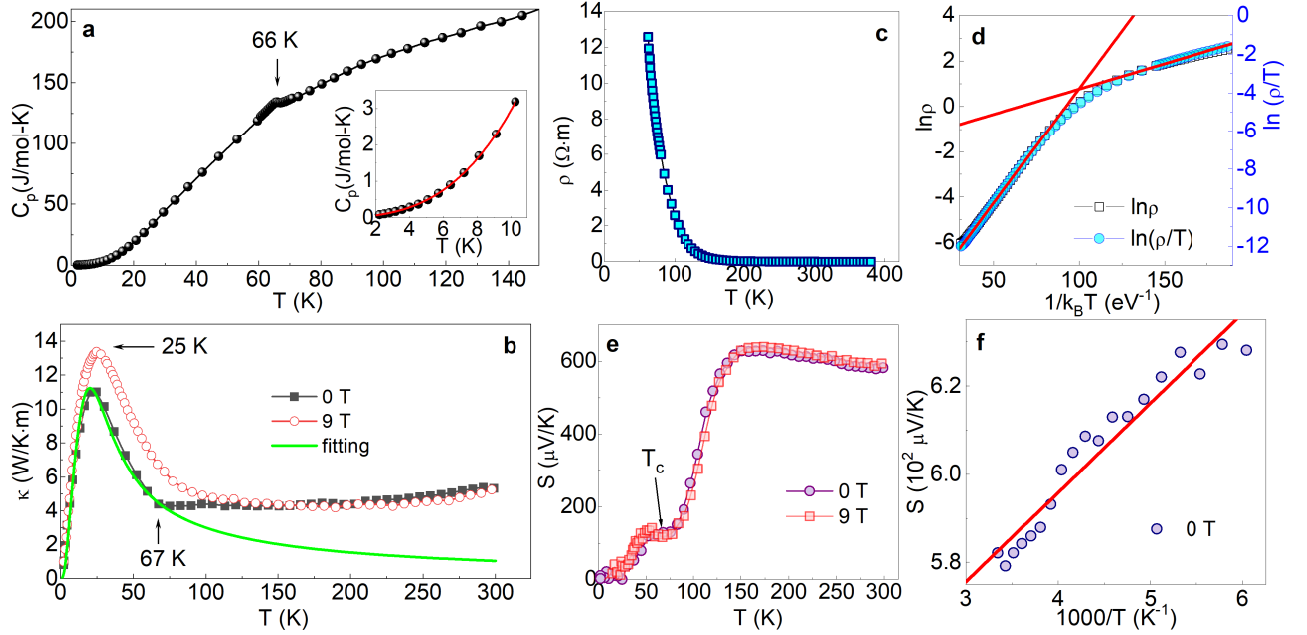 a
66 K
C_p(J/mol-K)
200
150
100
50
0
0 20 40 60 80 100 120 140
T (K)
C_p(J/mol-K)
3
2
1
0
2 4 6 8 10
T (K)
c
ρ (Ω·m)
14
12
10
8
6
4
2
0
0 100 200 300 400
T (K)
d
lnρ
4
2
0
-2
-4
-6
0
-2
-4
-6
-8
-10
-12
ln (ρ/T)
lnρ
ln(ρ/T)
50 100 150
1/k_BT (eV⁻¹)
b
25 K
κ (W/K·m)
14
12
10
8
6
4
2
0
0 T
9 T
fitting
67 K
0 50 100 150 200 250 300
T (K)
e
S (μV/K)
600
400
200
0
T_c
0 T
9 T
0 50 100 150 200 250 300
T (K)
f
S (10² μV/K)
6.2
6.0
5.8
0 T
3 4 5 6
1000/T (K⁻¹)